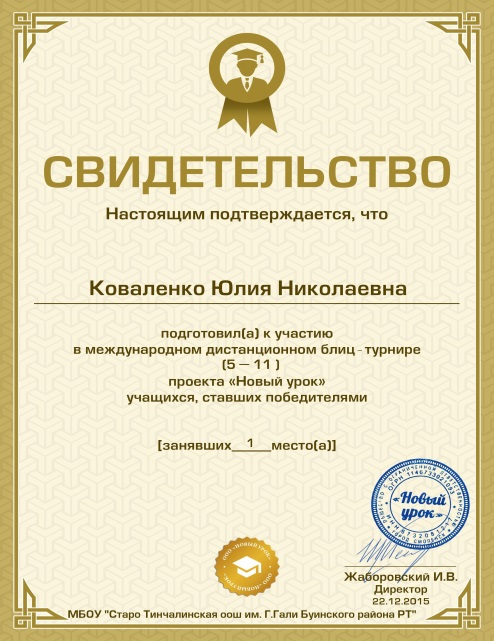 СВИДЕТЕЛЬСТВО
Настоящим подтверждается, что
Коваленко Юлия Николаевна
подготовил(а) к участию
в международном дистанционном блиц - турнире
(5 — 11 )
проекта «Новый урок»
учащихся, ставших победителями
[занявших 1 место(а)]
«Новый
урок»
Жаборовский И.В.
Директор
22.12.2015
МБОУ "Старо Тинчалинская оош им. Г.Гали Буинского района РТ"